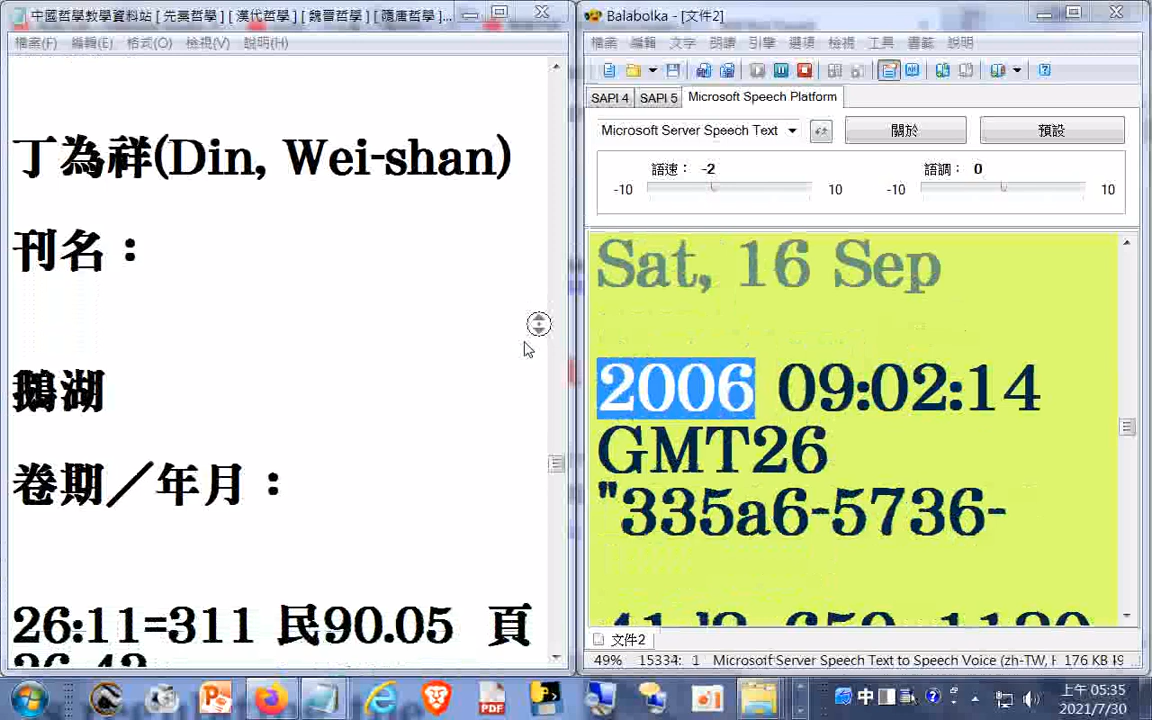 中國哲學教學資料站 [ 先秦哲學 ] [ 漢代哲學 ] [ 魏晉哲學 ] [ 隋唐哲學 ]...
檔案(F) 編輯(E) 格式(O) 檢視(V) 說明(H)
丁為祥(Din, Wei-shan)
刊名：
鵝湖
卷期／年月：
26:11=311 民90.05 頁
Balabolka - [文件2]
檔案 編輯 文字 朗讀 引擎 選項 檢視 工具 書籤 說明
SAPI 4 SAPI 5 Microsoft Speech Platform
Microsoft Server Speech Text 關於 預設
語速： -2 語調： 0
-10 10 -10 10
Sat, 16 Sep
2006 09:02:14
GMT26
"335a6-5736-
文件2
49% 15334: 1 Microsoft Server Speech Text to Speech Voice (zh-TW, 176 KB
中
上午 05:35
2021/7/30